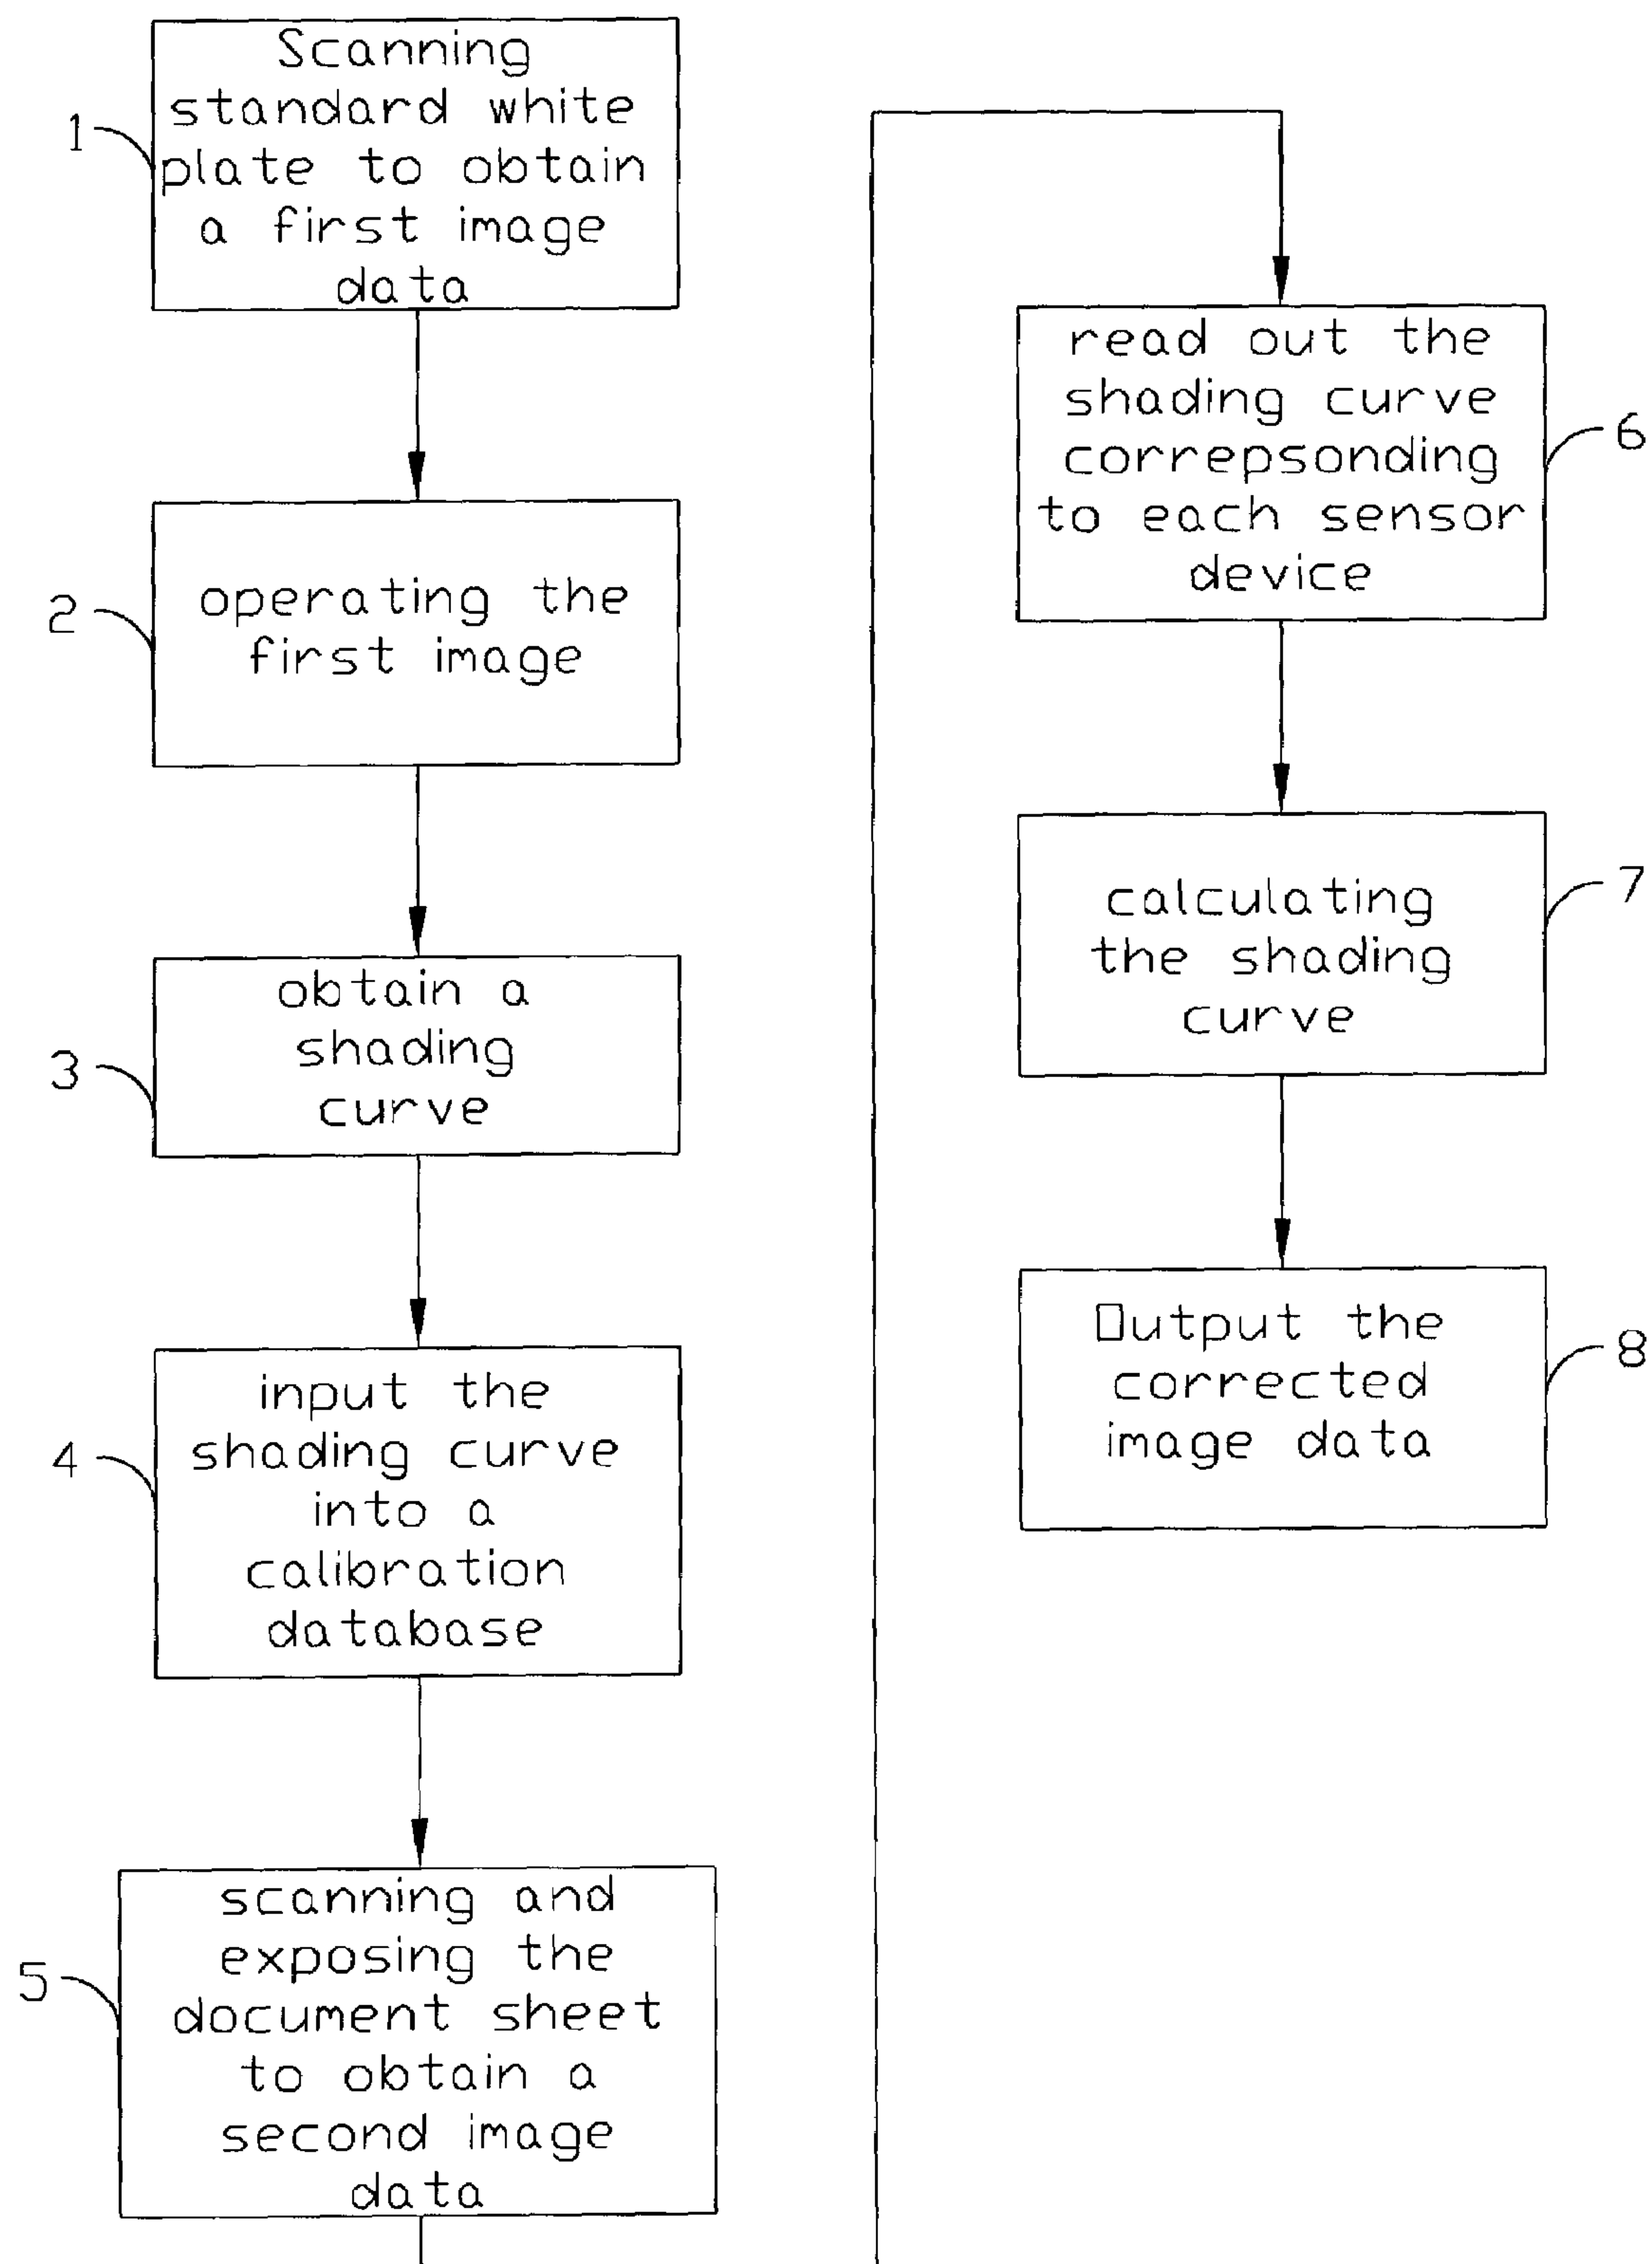 Scanning
standard white
plate to obtain
a first image
data
1
operating the
first image
2
obtain a
shading
curve
3
input the
shading curve
into a
calibration
database
4
scanning and
exposing the
document sheet
to obtain a
second image
data
5
read out the
shading curve
correpsonding
to each sensor
device
6
calculating
the shading
curve
7
Output the
corrected
image data
8